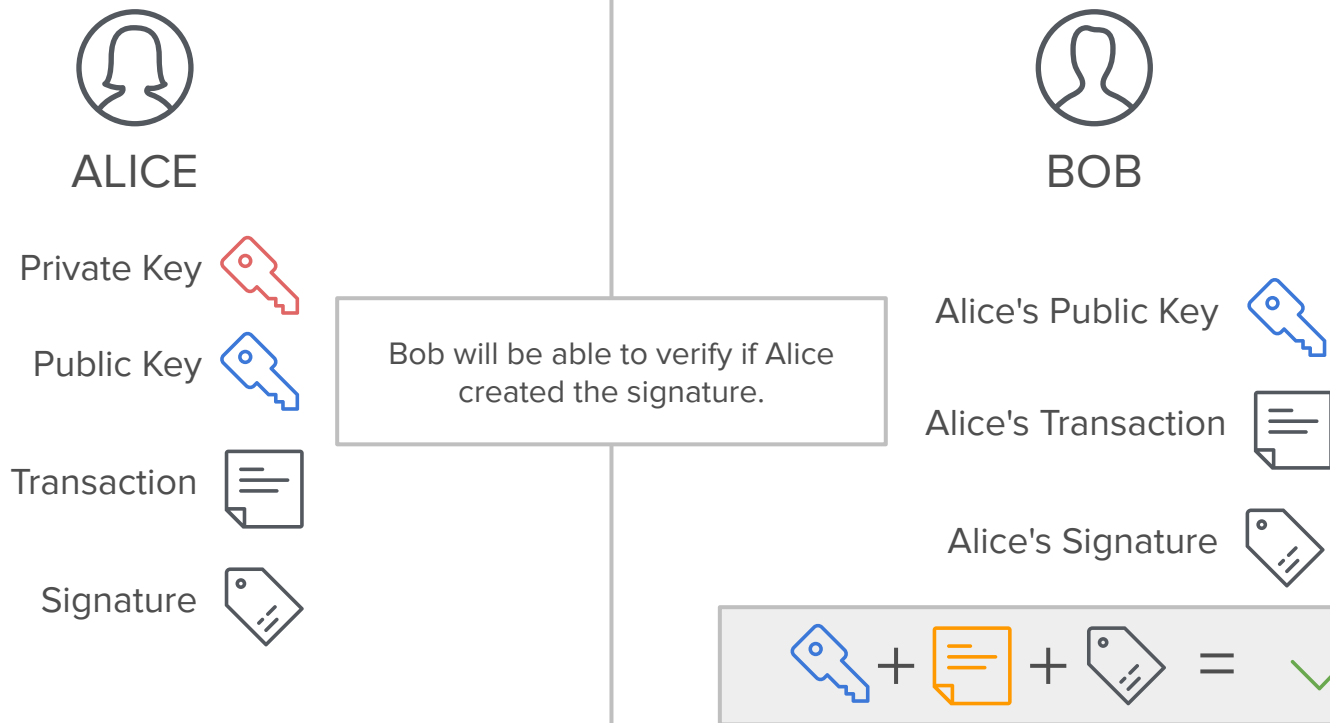 ALICE
BOB
Private Key
Public Key
Transaction
Signature
Bob will be able to verify if Alice
created the signature.
Alice's Public Key
Alice's Transaction
Alice's Signature
+ + =